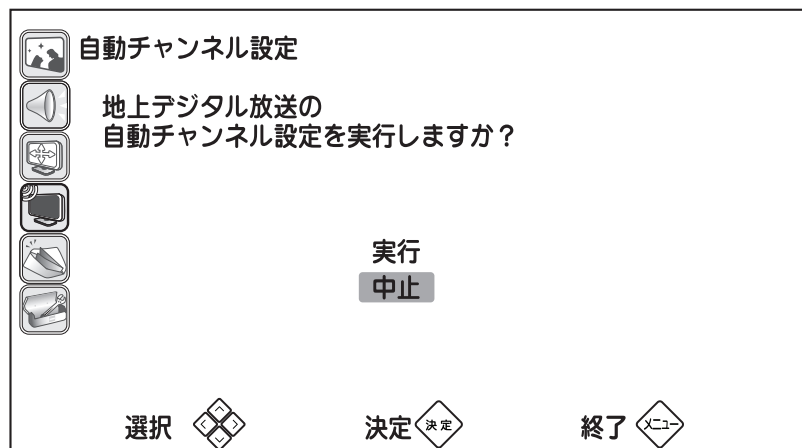 自動チャンネル設定
地上デジタル放送の
自動チャンネル設定を実行しますか？
実行
中止
選択 決定 決定 終了 メニュー